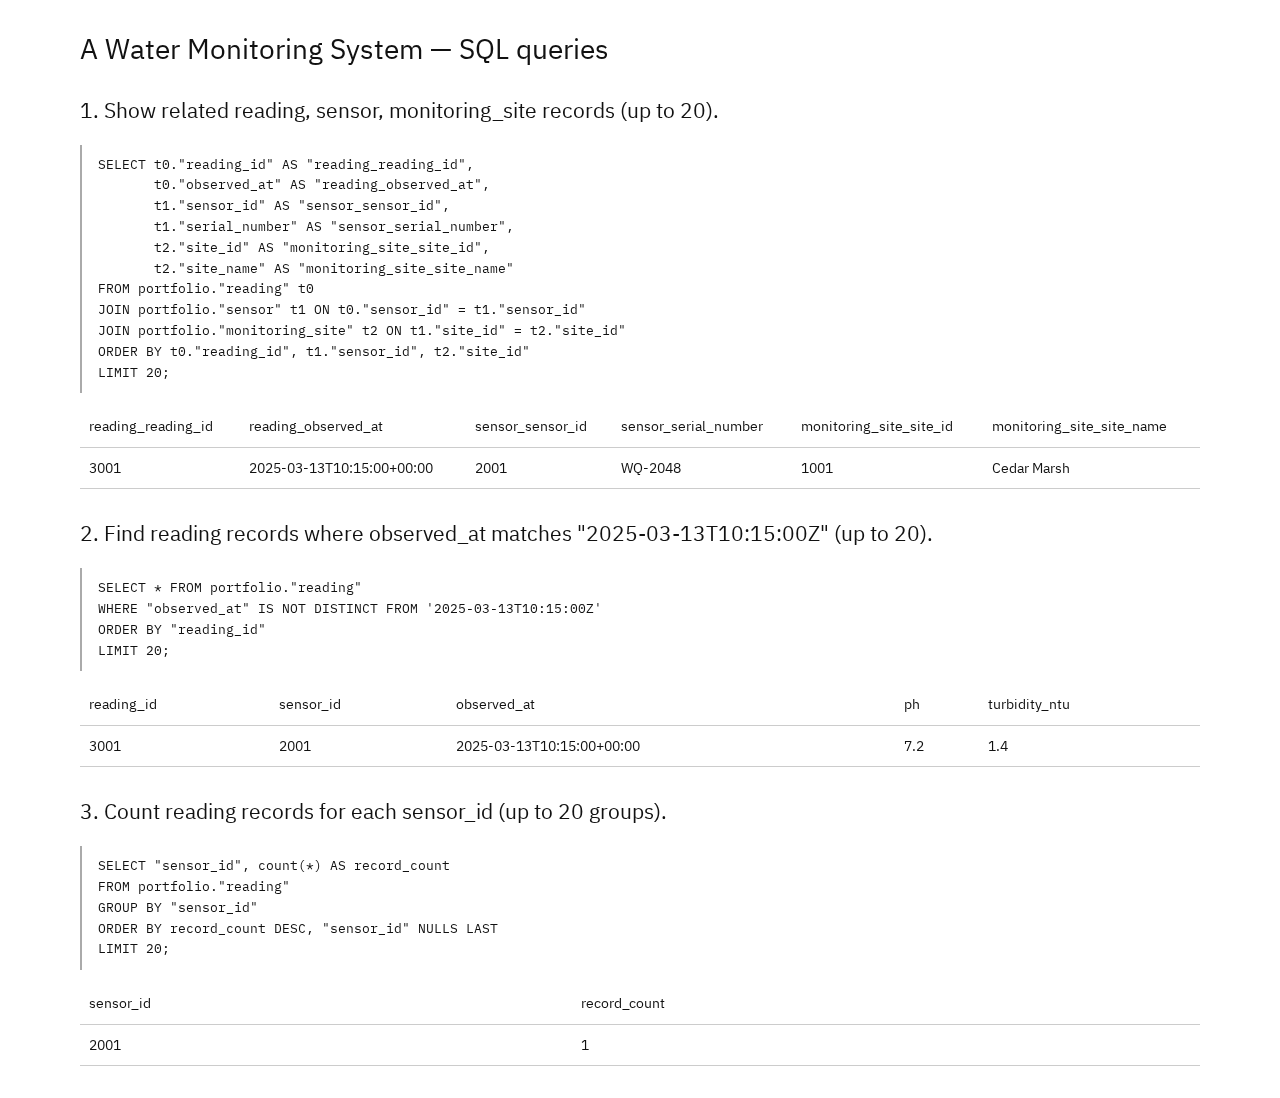 A Water Monitoring System — SQL queries
1. Show related reading, sensor, monitoring_site records (up to 20).
SELECT t0."reading_id" AS "reading_reading_id",
       t0."observed_at" AS "reading_observed_at",
       t1."sensor_id" AS "sensor_sensor_id",
       t1."serial_number" AS "sensor_serial_number",
       t2."site_id" AS "monitoring_site_site_id",
       t2."site_name" AS "monitoring_site_site_name"
FROM portfolio."reading" t0
JOIN portfolio."sensor" t1 ON t0."sensor_id" = t1."sensor_id"
JOIN portfolio."monitoring_site" t2 ON t1."site_id" = t2."site_id"
ORDER BY t0."reading_id", t1."sensor_id", t2."site_id"
LIMIT 20;
reading_reading_id reading_observed_at sensor_sensor_id sensor_serial_number monitoring_site_site_id monitoring_site_site_name
3001 2025-03-13T10:15:00+00:00 2001 WQ-2048 1001 Cedar Marsh
2. Find reading records where observed_at matches "2025-03-13T10:15:00Z" (up to 20).
SELECT * FROM portfolio."reading"
WHERE "observed_at" IS NOT DISTINCT FROM '2025-03-13T10:15:00Z'
ORDER BY "reading_id"
LIMIT 20;
reading_id sensor_id observed_at ph turbidity_ntu
3001 2001 2025-03-13T10:15:00+00:00 7.2 1.4
3. Count reading records for each sensor_id (up to 20 groups).
SELECT "sensor_id", count(*) AS record_count
FROM portfolio."reading"
GROUP BY "sensor_id"
ORDER BY record_count DESC, "sensor_id" NULLS LAST
LIMIT 20;
sensor_id record_count
2001 1